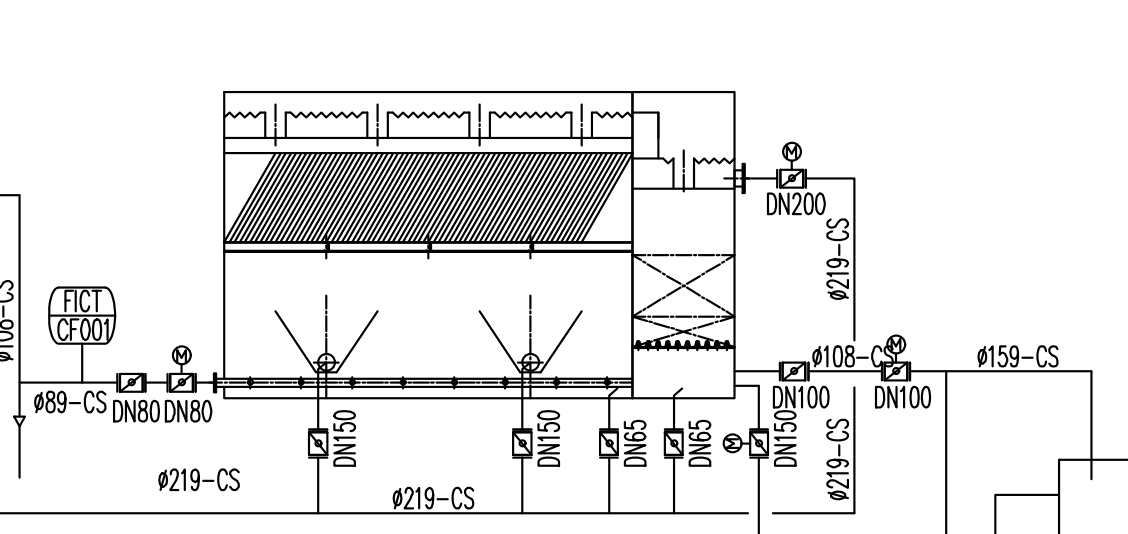 M
DN200
ø219-CS
ø108-CS
FICT
CF001
M
ø89-CS
DN80
DN80
ø108-CS
M
ø159-CS
DN100
DN100
DN150
DN150
DN65
DN65
M
DN150
ø219-CS
ø219-CS
ø219-CS